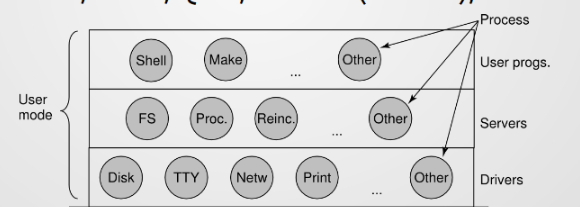 Process
Shell Make ... Other User progs.
User mode
FS Proc. Reinc. ... Other Servers
Disk TTY Netw Print ... Other Drivers